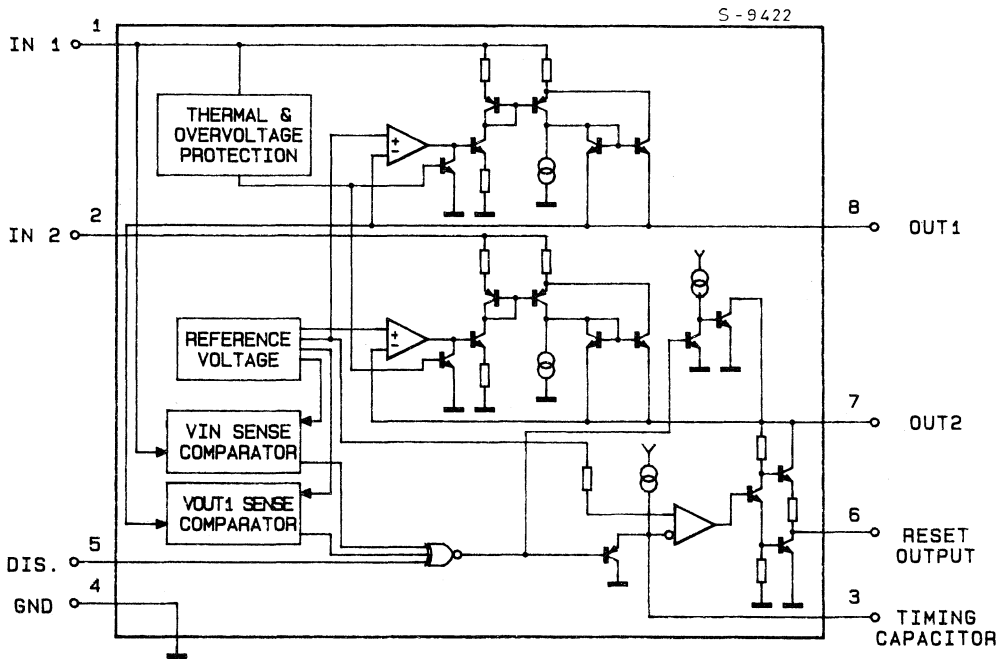 S-9422
1
IN 1
THERMAL &
OVERVOLTAGE
PROTECTION
+
-
2
IN 2
8
OUT1
REFERENCE
VOLTAGE
+
-
Y
7
OUT2
VIN SENSE
COMPARATOR
Y
VOUT1 SENSE
COMPARATOR
6
RESET
OUTPUT
5
DIS.
4
GND
3
TIMING
CAPACITOR